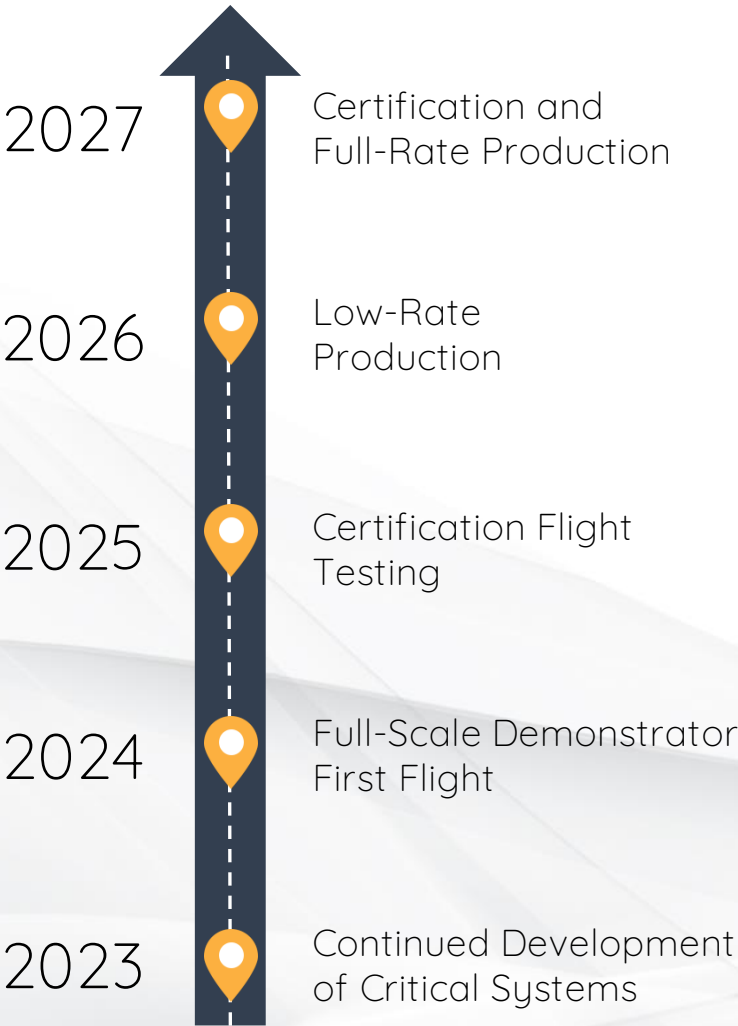 2027
Certification and
Full-Rate Production
2026
Low-Rate
Production
2025
Certification Flight
Testing
2024
Full-Scale Demonstrator
First Flight
2023
Continued Development
of Critical Systems